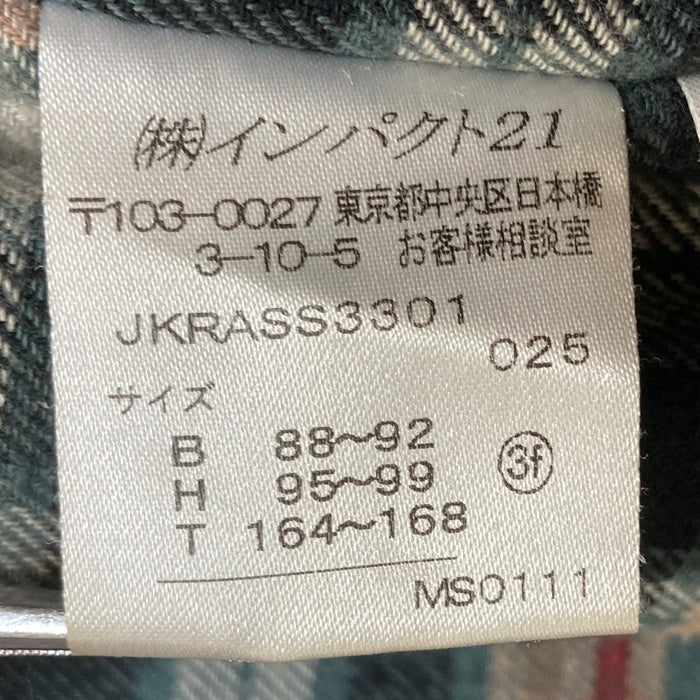 (株)インパクト21
〒103-0027 東京都中央区日本橋
3-10-5 お客様相談室
JKRASS3301
025
サイズ
B 88～92
H 95～99
T 164～168
3f
MS0111